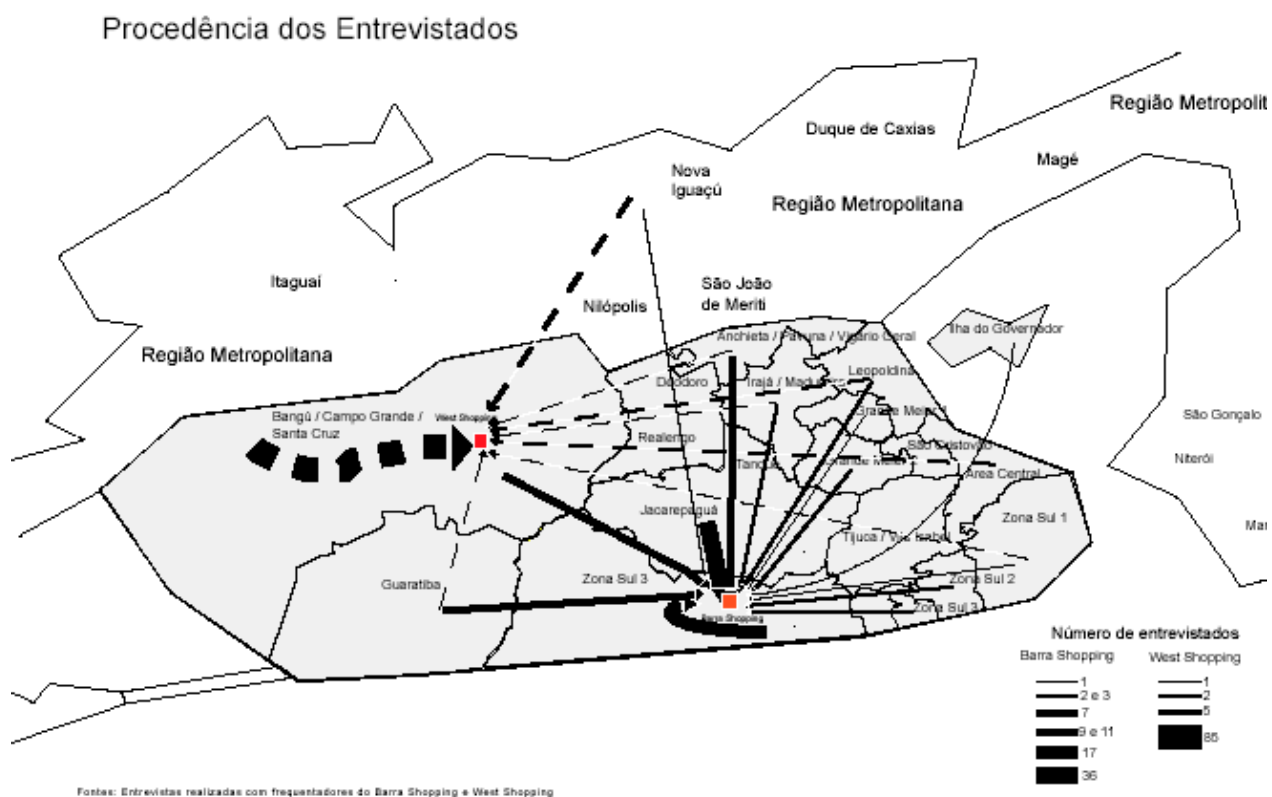 Procedência dos Entrevistados
Região Metropolit
Duque de Caxias
Magé
Nova
Iguaçú
Região Metropolitana
Itaguaí
São João
de Meriti
Nilópolis
Ilha do Governador
Anchieta / Pavuna / Vigário Geral
Região Metropolitana
Leopoldina
Deodoro
Irajá /
Bangú / Campo Grande /
Santa Cruz
West Shopping
Grande Meier 1
São Gonçalo
Realengo
São Cristovão
Niterói
Tanque
Grande Meier
Área Central
Jacarepaguá
Zona Sul 1
Mar
Tijuca / Vila Isabel
Guaratiba
Zona Sul 3
Zona Sul 2
Zona Sul 3
Barra Shopping
Número de entrevistados
Barra Shopping
West Shopping
1
2 e 3
7
9 e 11
17
36
1
2
5
85
Fontes: Entrevistas realizadas com frequentadores do Barra Shopping e West Shopping